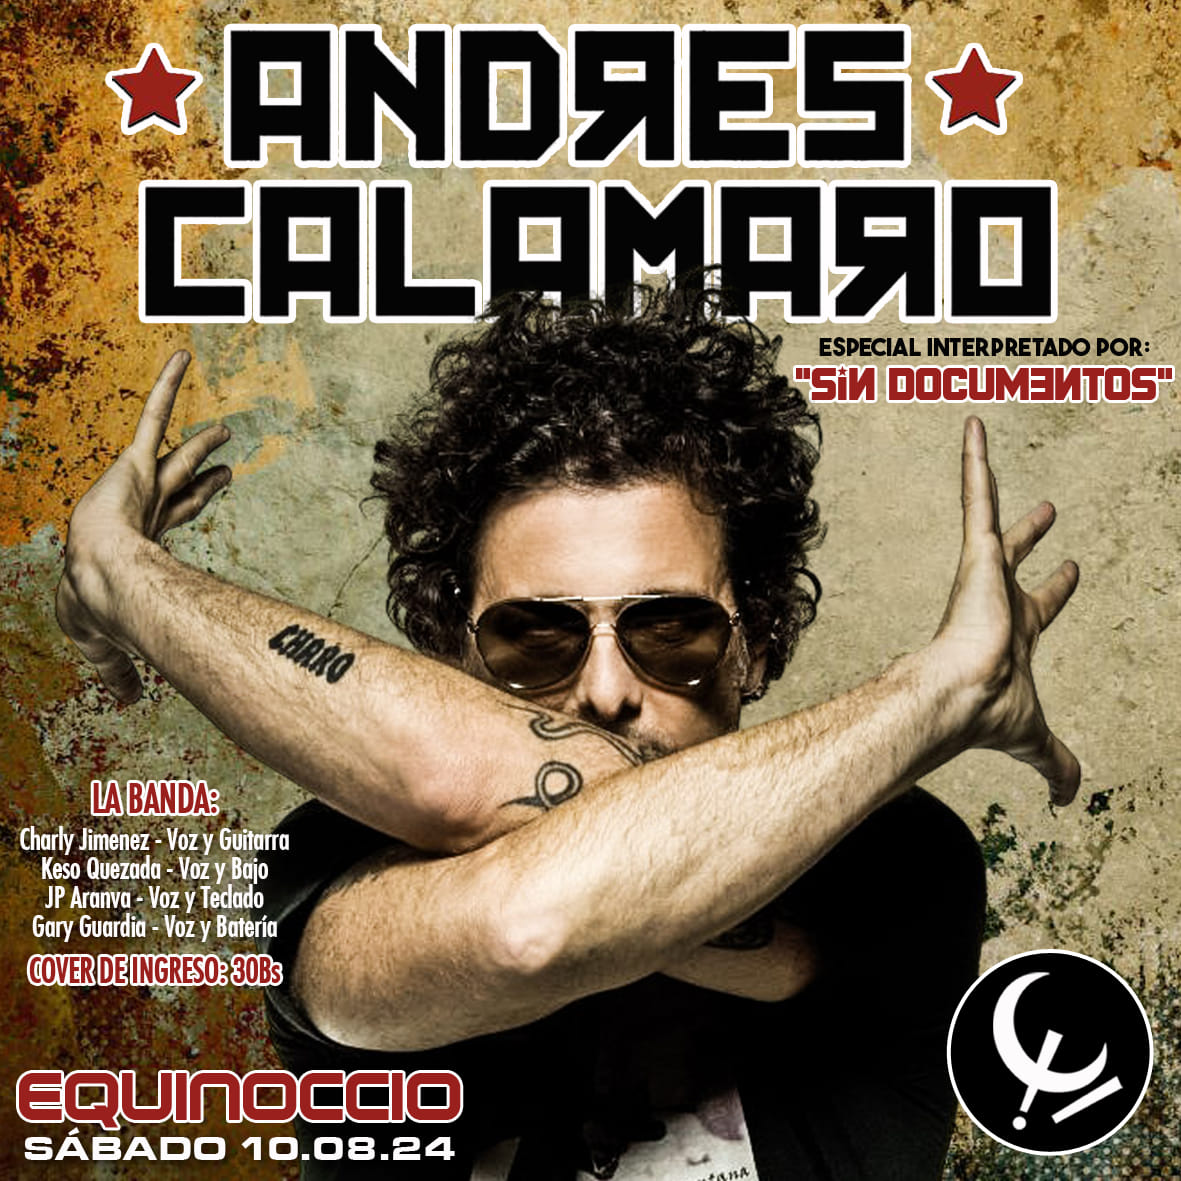 ANDRES
CALAMARO
ESPECIAL INTERPRETADO POR:
"SIN DOCUMENTOS"
CHARRO
LA BANDA:
Charly Jimenez - Voz y Guitarra
Keso Quezada - Voz y Bajo
JP Aranva - Voz y Teclado
Gary Guardia - Voz y Batería
COVER DE INGRESO: 30Bs
EQUINOCCIO
SÁBADO 10.08.24